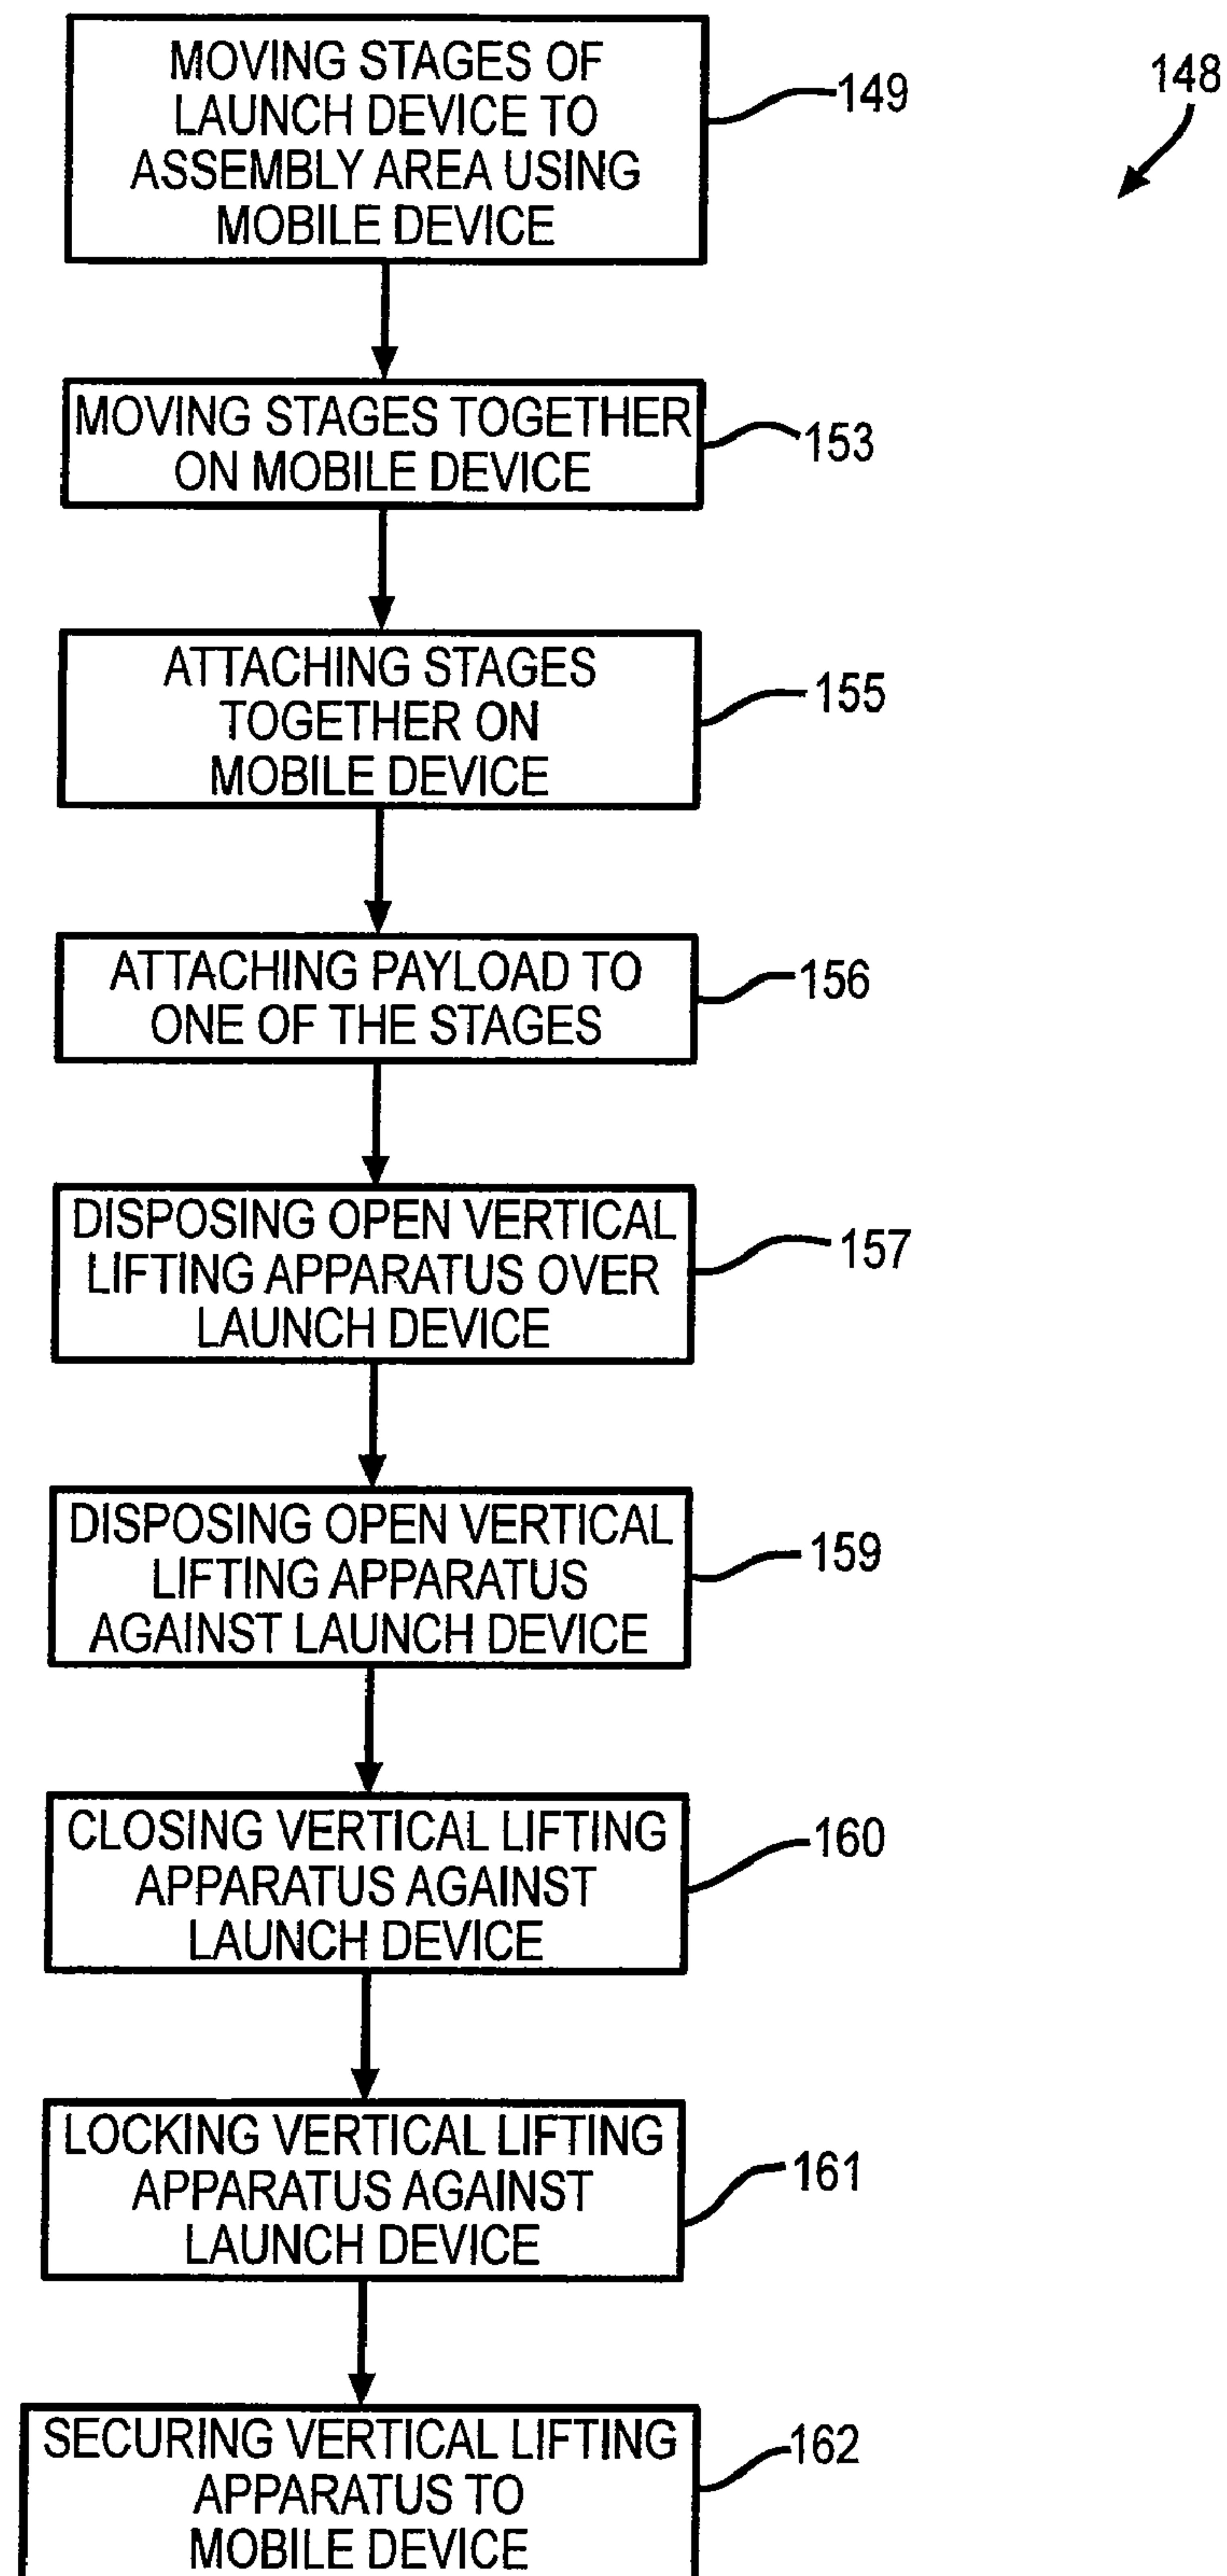 148
MOVING STAGES OF
LAUNCH DEVICE TO
ASSEMBLY AREA USING
MOBILE DEVICE
149
MOVING STAGES TOGETHER
ON MOBILE DEVICE
153
ATTACHING STAGES
TOGETHER ON
MOBILE DEVICE
155
ATTACHING PAYLOAD TO
ONE OF THE STAGES
156
DISPOSING OPEN VERTICAL
LIFTING APPARATUS OVER
LAUNCH DEVICE
157
DISPOSING OPEN VERTICAL
LIFTING APPARATUS
AGAINST LAUNCH DEVICE
159
CLOSING VERTICAL LIFTING
APPARATUS AGAINST
LAUNCH DEVICE
160
LOCKING VERTICAL LIFTING
APPARATUS AGAINST
LAUNCH DEVICE
161
SECURING VERTICAL LIFTING
APPARATUS TO
MOBILE DEVICE
162